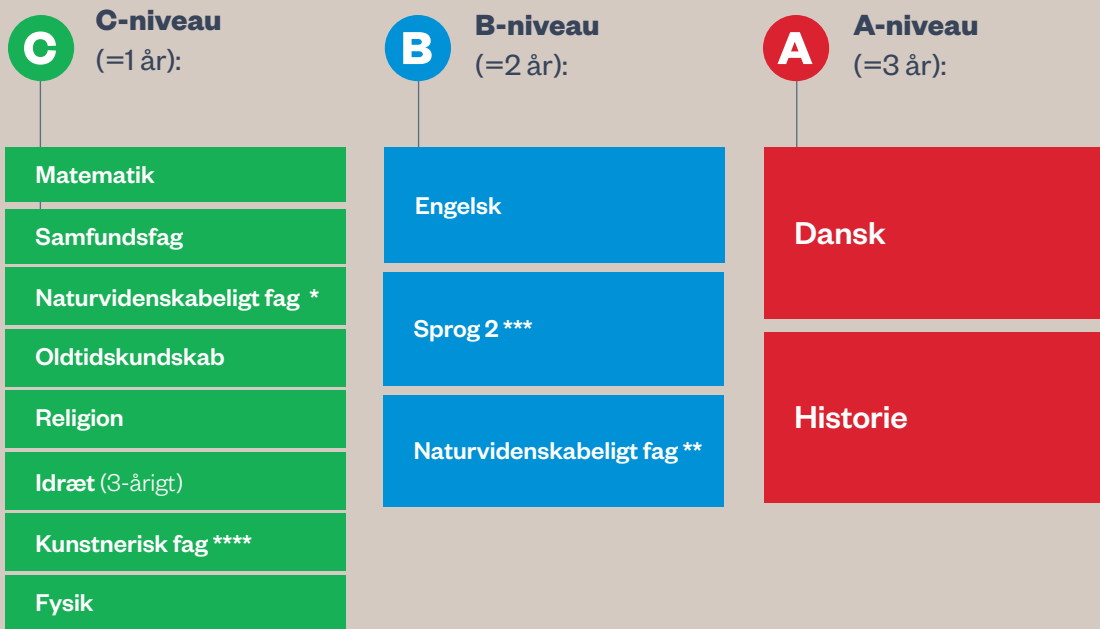 C
C-niveau
(=1 år):
Matematik
Samfundsfag
Naturvidenskabeligt fag *
Oldtidskundskab
Religion
Idræt (3-årigt)
Kunstnerisk fag ****
Fysik
B
B-niveau
(=2 år):
Engelsk
Sprog 2 ***
Naturvidenskabeligt fag **
A
A-niveau
(=3 år):
Dansk
Historie